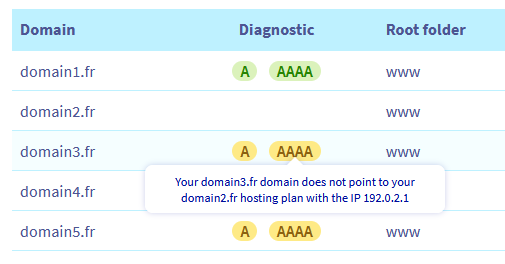 Domain Diagnostic Root folder
domain1.fr A AAAA www
domain2.fr www
domain3.fr A AAAA www
Your domain3.fr domain does not point to your
domain2.fr hosting plan with the IP 192.0.2.1
domain4.fr
domain5.fr A AAAA www